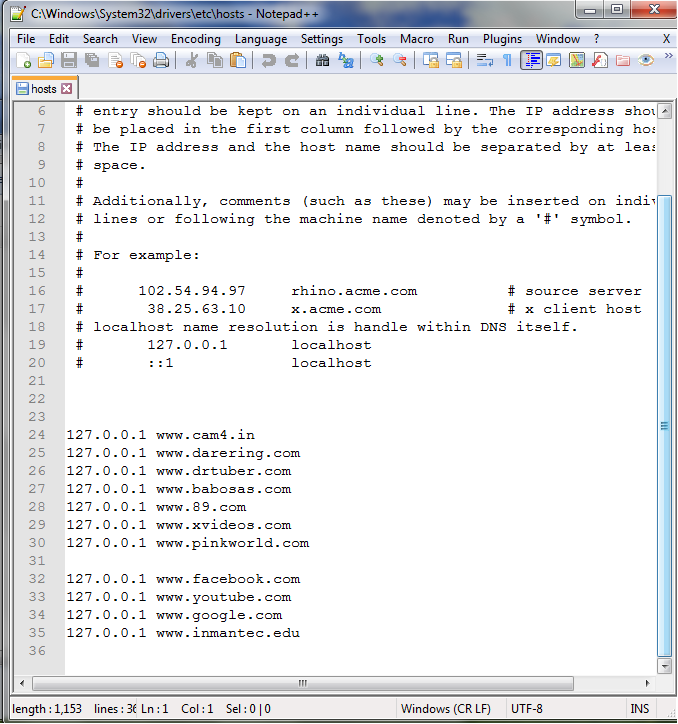 C:\Windows\System32\drivers\etc\hosts - Notepad++
File Edit Search View Encoding Language Settings Tools Macro Run Plugins Window ? X
hosts
6 # entry should be kept on an individual line. The IP address
7 # be placed in the first column followed by the corresponding
8 # The IP address and the host name should be separated by at
9 # space.
10 #
11 # Additionally, comments (such as these) may be inserted on
12 # lines or following the machine name denoted by a '#' symbol.
13 #
14 # For example:
15 #
16 # 102.54.94.97 rhino.acme.com # source server
17 # 38.25.63.10 x.acme.com # x client host
18 # localhost name resolution is handle within DNS itself.
19 # 127.0.0.1 localhost
20 # ::1 localhost
21
22
23
24 127.0.0.1 www.cam4.in
25 127.0.0.1 www.darering.com
26 127.0.0.1 www.drtuber.com
27 127.0.0.1 www.babosas.com
28 127.0.0.1 www.89.com
29 127.0.0.1 www.xvideos.com
30 127.0.0.1 www.pinkworld.com
31
32 127.0.0.1 www.facebook.com
33 127.0.0.1 www.youtube.com
34 127.0.0.1 www.google.com
35 127.0.0.1 www.inmantec.edu
36
length : 1,153 lines : 36 Ln : 1 Col : 1 Sel : 0 | 0 Windows (CR LF) UTF-8 INS